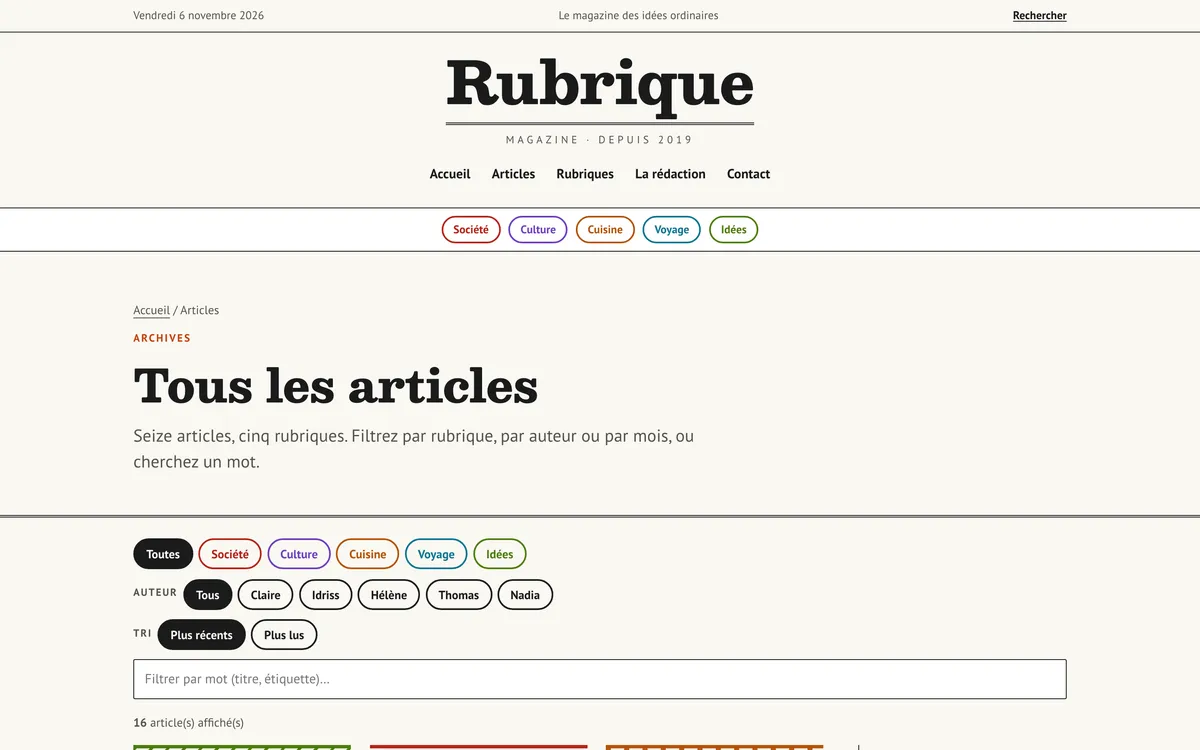 Vendredi 6 novembre 2026 Le magazine des idées ordinaires Rechercher
Rubrique
MAGAZINE · DEPUIS 2019
Accueil Articles Rubriques La rédaction Contact
Société Culture Cuisine Voyage Idées
Accueil / Articles
ARCHIVES
Tous les articles
Seize articles, cinq rubriques. Filtrez par rubrique, par auteur ou par mois, ou
cherchez un mot.
Toutes Société Culture Cuisine Voyage Idées
AUTEUR Tous Claire Idriss Hélène Thomas Nadia
TRI Plus récents Plus lus
Filtrer par mot (titre, étiquette)...
16 article(s) affiché(s)